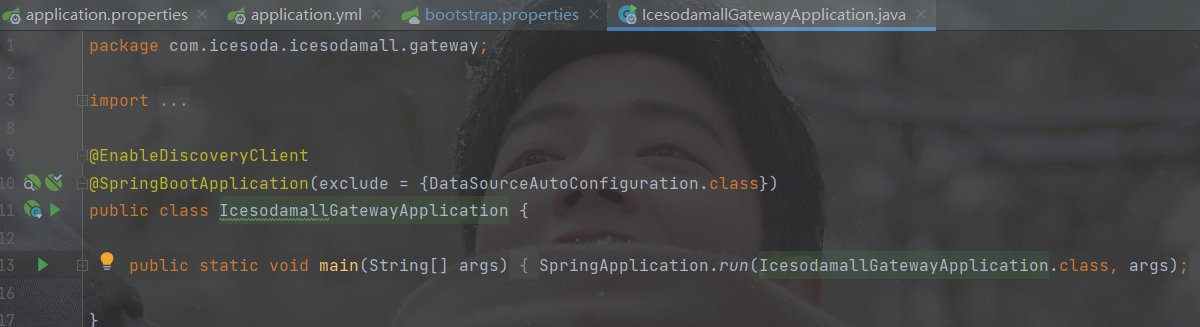 application.properties application.yml bootstrap.properties IcesodamallGatewayApplication.java
1 package com.icesoda.icesodamall.gateway;
2
3 import ...
8
9 @EnableDiscoveryClient
10 @SpringBootApplication(exclude = {DataSourceAutoConfiguration.class})
11 public class IcesodamallGatewayApplication {
12
13 public static void main(String[] args) { SpringApplication.run(IcesodamallGatewayApplication.class, args);
16
17 }